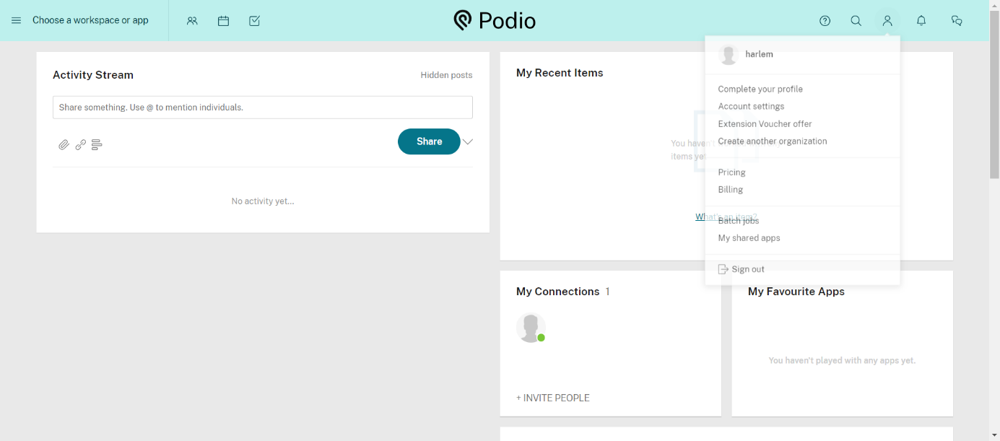 Choose a workspace or app
Podio
harlem
Complete your profile
Account settings
Extension Voucher offer
Create another organization
Pricing
Billing
Batch jobs
My shared apps
Sign out
Activity Stream
Hidden posts
Share something. Use @ to mention individuals.
Share
No activity yet...
My Recent Items
You haven't
items yet
What's an item?
My Connections 1
+ INVITE PEOPLE
My Favourite Apps
You haven't played with any apps yet.